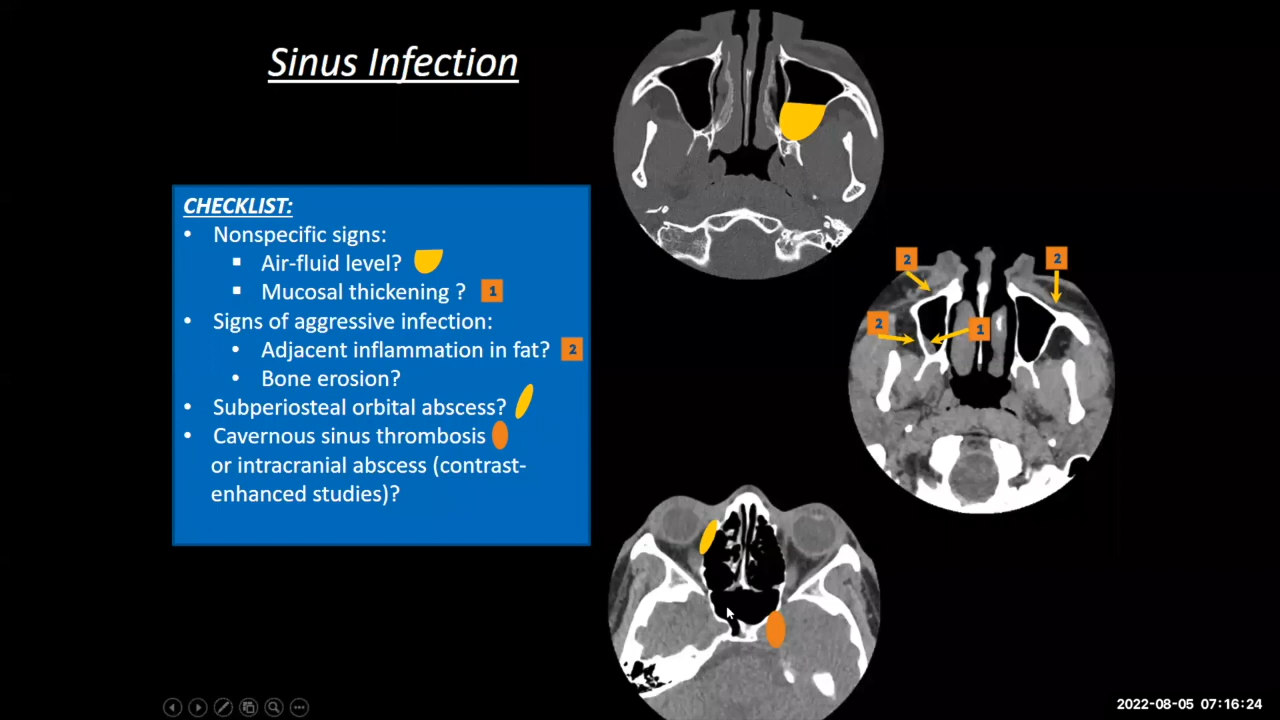 Sinus Infection
CHECKLIST:
• Nonspecific signs:
▪ Air-fluid level?
▪ Mucosal thickening ? 1
• Signs of aggressive infection:
• Adjacent inflammation in fat? 2
• Bone erosion?
• Subperiosteal orbital abscess?
• Cavernous sinus thrombosis
or intracranial abscess (contrast-
enhanced studies)?
2
2
2
1
2022-08-05 07:16:24